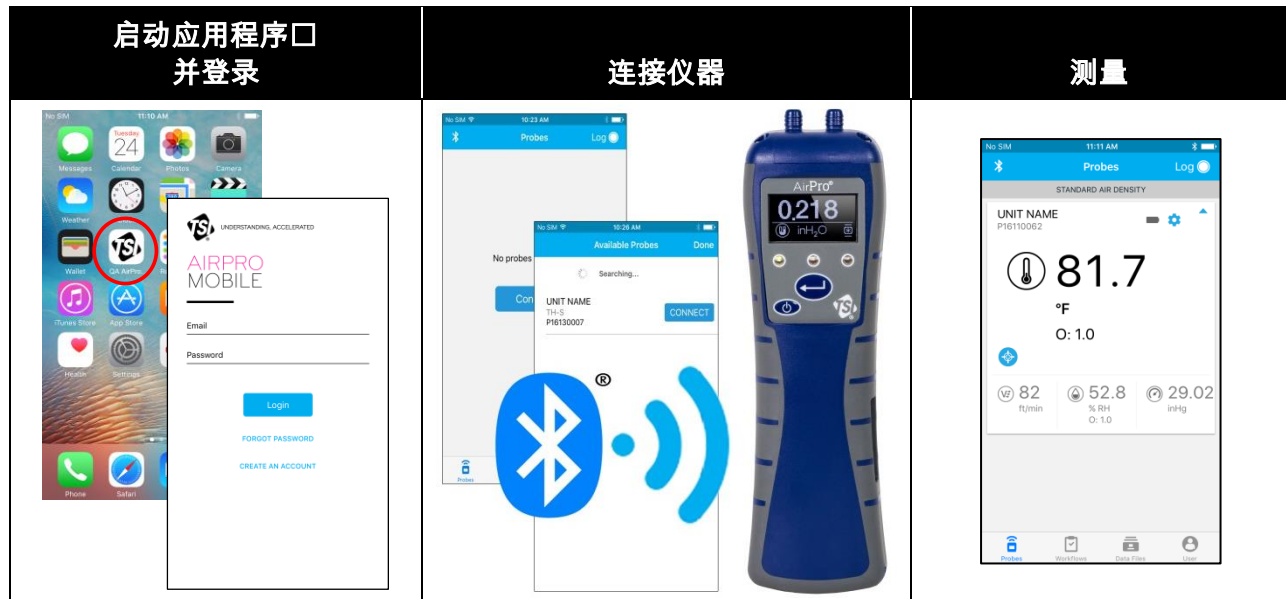 启动应用程序□
并登录
连接仪器
测量
No SIM 11:10 AM
Messages Calendar Photos Camera
Tuesday
24
Weather
Wallet QA AirPro
iTunes Store App Store
Health Settings
Phone Safari
TSI UNDERSTANDING, ACCELERATED
AIRPRO
MOBILE
Email
Password
Login
FORGOT PASSWORD
CREATE AN ACCOUNT
No SIM 10:23 AM
Probes Log
No probes
Con
Probes
No SIM 10:26 AM
Available Probes Done
Searching...
UNIT NAME
TH-S
P16130007
CONNECT
®
AirPro®
0.218
inH₂O
TSI
No SIM 11:11 AM
Probes Log
STANDARD AIR DENSITY
UNIT NAME
P16110062
81.7
°F
O: 1.0
82 52.8 29.02
ft/min % RH inHg
O: 1.0
Probes Workflows Data Files User